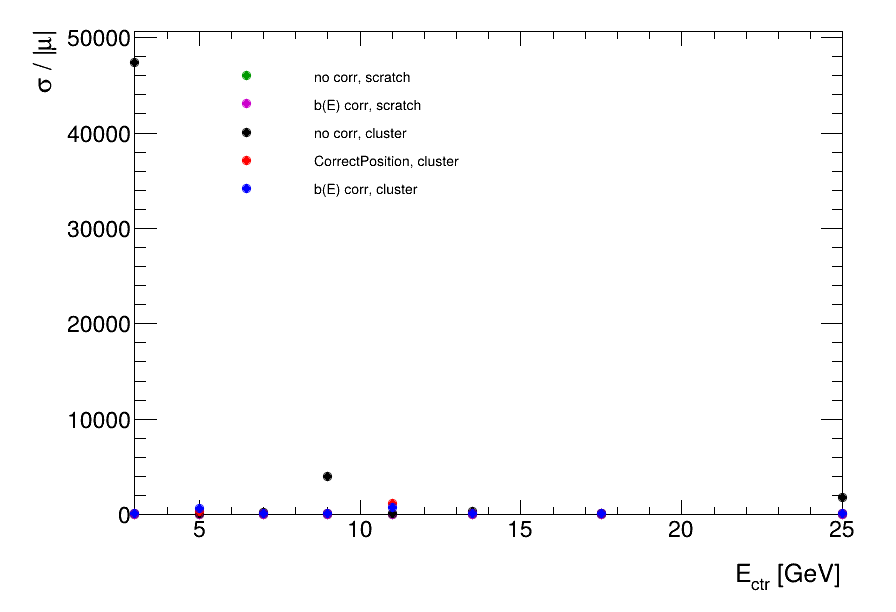 σ / |μ|
50000
40000
30000
20000
10000
0
no corr, scratch
b(E) corr, scratch
no corr, cluster
CorrectPosition, cluster
b(E) corr, cluster
5 10 15 20 25
E_ctr [GeV]